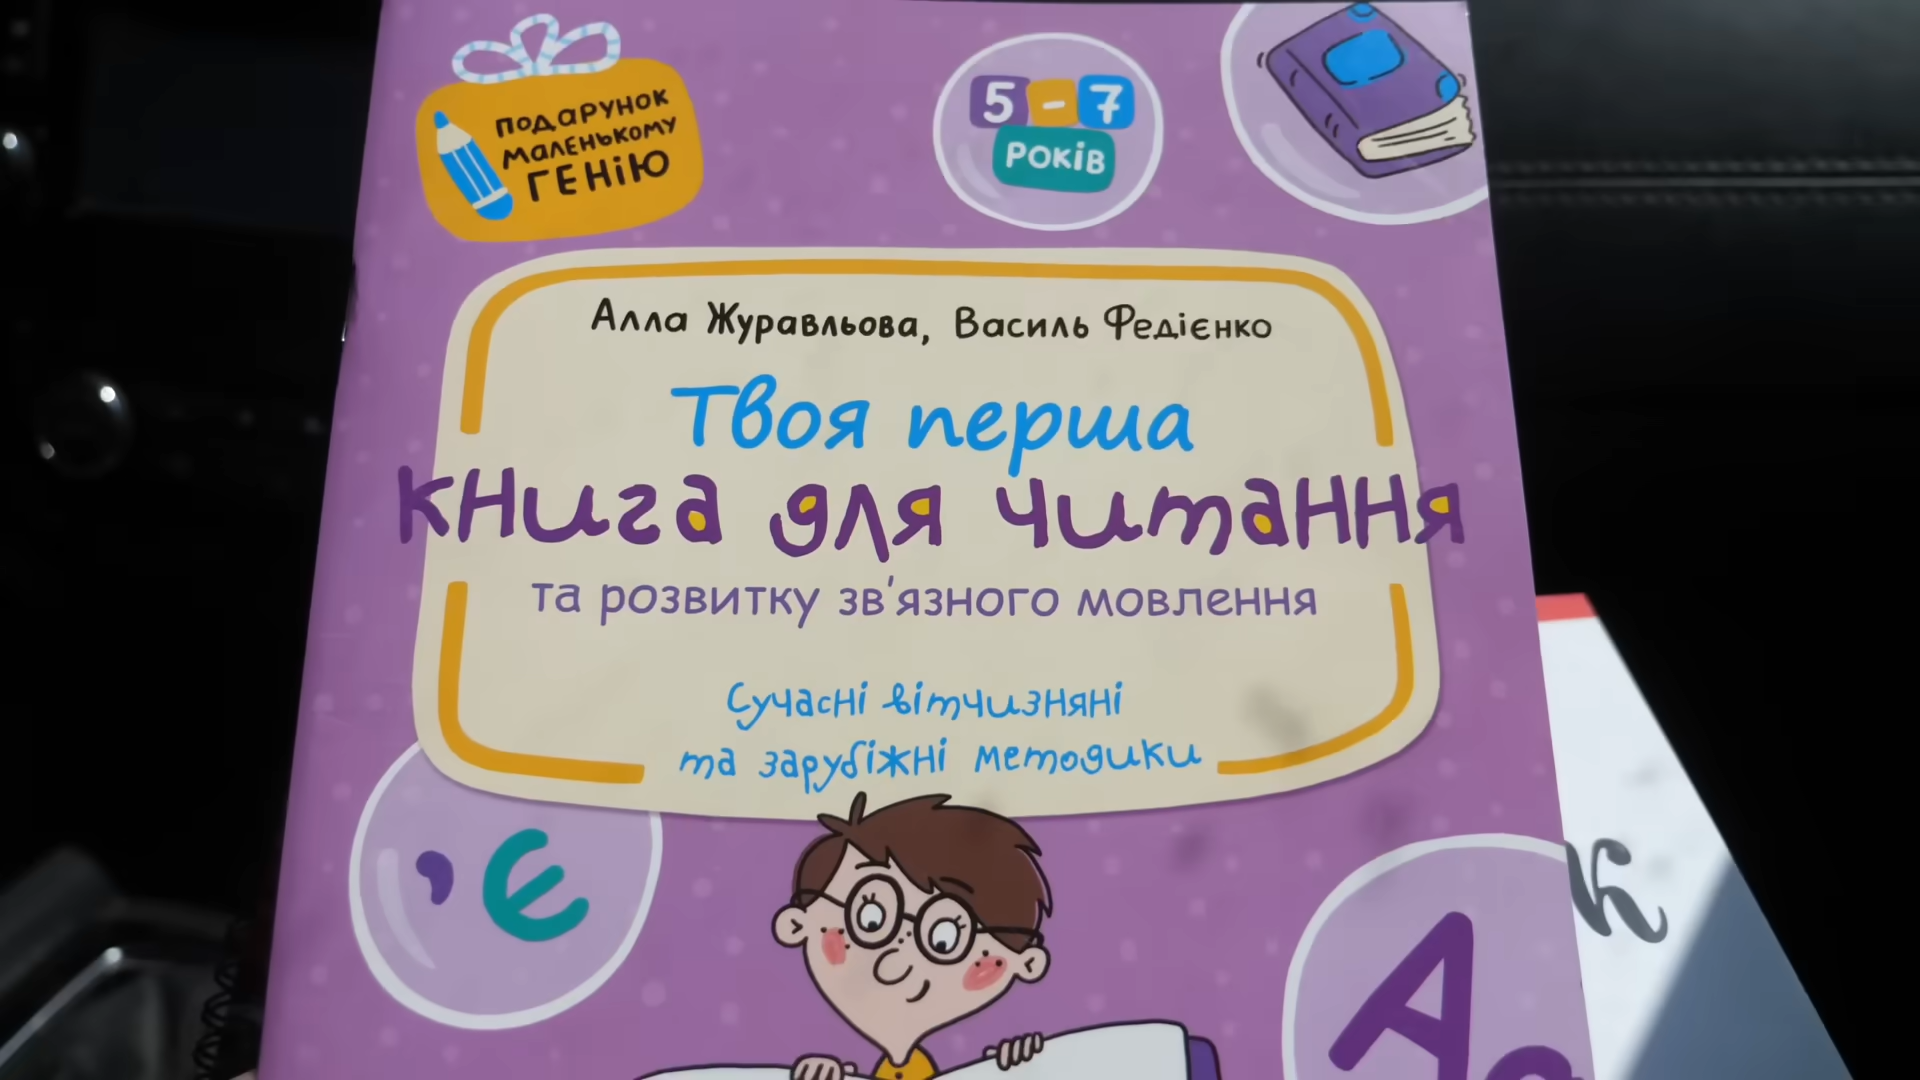 подарунок
маленькому
генію
5-7
років
Алла Журавльова, Василь Федієнко
Твоя перша
книга для читання
та розвитку зв'язного мовлення
Сучасні вітчизняні
та зарубіжні методики
'Є
А
к